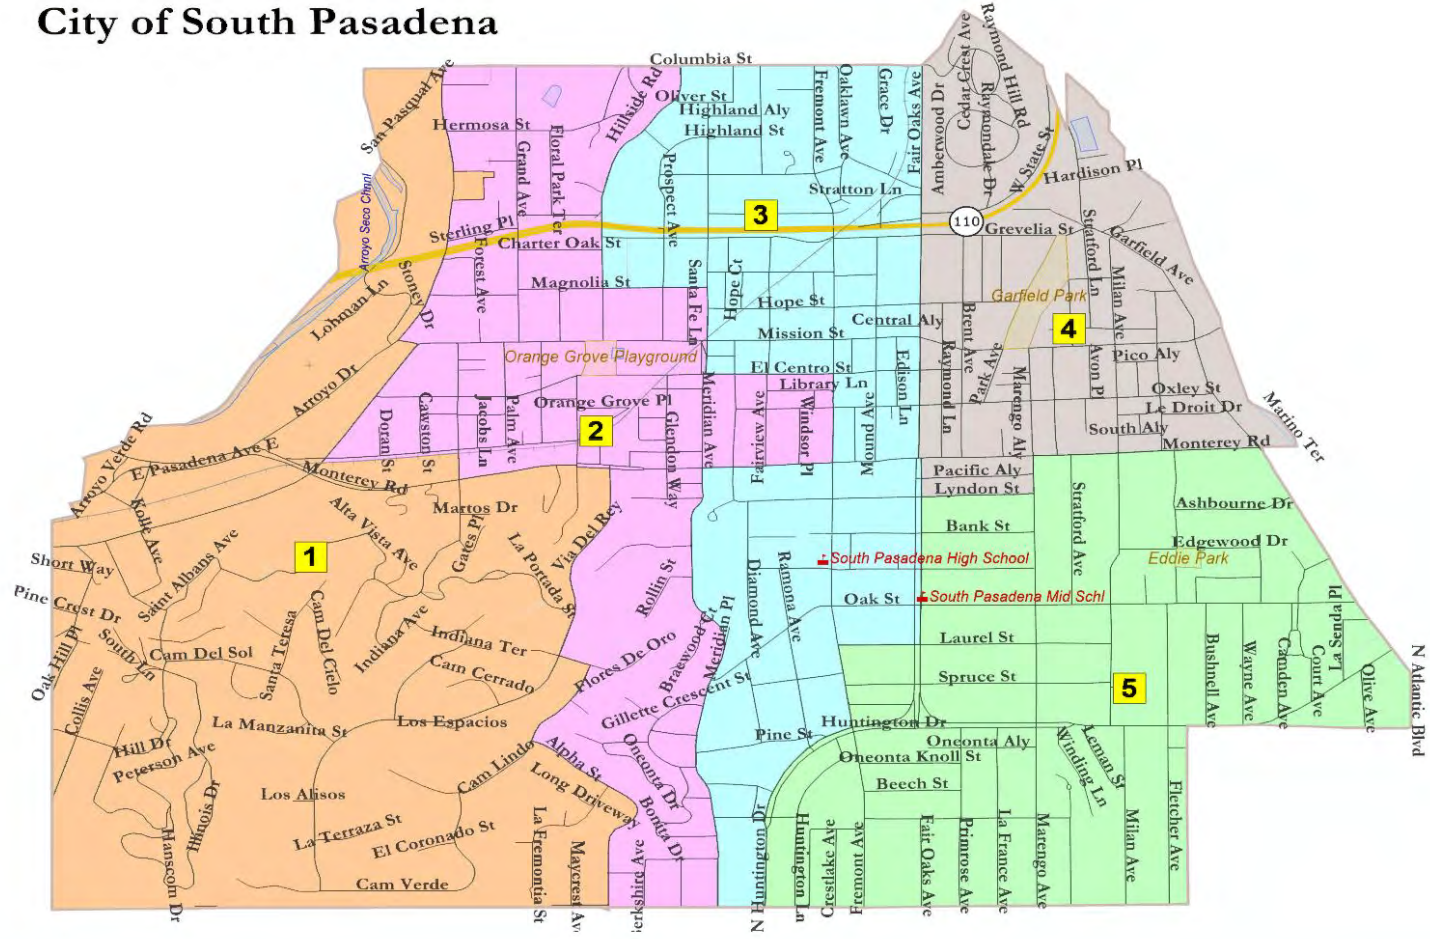 City of South Pasadena
Columbia St
San Pasqual Ave
Hillside Rd
Oliver St
Highland Aly
Highland St
Fremont Ave
Oaklawn Ave
Grace Dr
Fair Oaks Ave
Amberwood Dr
Cedar Crest Ave
Raymond Hill Rd
Raymondale Dr
W State St
Hardison Pl
Hermosa St
Grand Ave
Floral Park Ter
Prospect Ave
Stratton Ln
Arroyo Seco Chnl
Sterling Pl
3
110
Grevelia St
Stratford Ln
Garfield Ave
Charter Oak St
Forest Ave
Magnolia St
Santa Fe Ln
Hope Ct
Hope St
Garfield Park
Milan Ave
Stoney Dr
Lohman Ln
Mission St
Central Aly
Brent Ave
4
Orange Grove Playground
El Centro St
Library Ln
Edison Ln
Raymond Ln
Park Ave
Avon P
Pico Aly
Arroyo Dr
Orange Grove Pl
Meridian Ave
Fairview Ave
Windsor Pl
Mound Ave
Marengo Aly
Oxley St
Le Droit Dr
Marino Ter
Doran St
Cawston St
Jacobs Ln
Palm Ave
2
Glendon Way
South Aly
Monterey Rd
Arroyo Verde Rd
E Pasadena Ave E
Monterey Rd
Pacific Aly
Lyndon St
Kolle Ave
Alta Vista Ave
Martos Dr
Gates Pl
La Portada St
Via Del Rey
Bank St
Stratford Ave
Ashbourne Dr
Edgewood Dr
Eddie Park
Short Way
Saint Albans Ave
1
South Pasadena High School
Pine Crest Dr
Rollin St
Diamond Ave
Ramona Ave
Oak St
South Pasadena Mid Schl
La Senda Pl
Oak Hill Pl
South Ln
Cam Del Sol
Santa Teresa
Cam Del Cielo
Indiana Ave
Indiana Ter
Cam Cerrado
Flores De Oro
Braewood Ct
Meridian Pl
Laurel St
Spruce St
5
Bushnell Ave
Wayne Ave
Camden Ave
Court Ave
Olive Ave
N Atlantic Blvd
Collis Ave
La Manzanita St
Los Espacios
Gillette Crescent St
Pine St
Huntington Dr
Oneonta Aly
Oneonta Knoll St
Winding Ln
Leman St
Hill Dr
Peterson Ave
Illinois Dr
Los Alisos
Cam Lindo
Alpha St
Long Driveway
Oneonta Dr
Bonita Dr
Beech St
Fletcher Ave
La Terraza St
El Coronado St
Hanscom Dr
Cam Verde
La Fremontia St
Maycrest Av
erkshire Ave
N Huntington Dr
Huntington Ln
Crestlake Ave
Fremont Ave
Fair Oaks Ave
Primrose Ave
La France Ave
Marengo Ave
Milan Ave